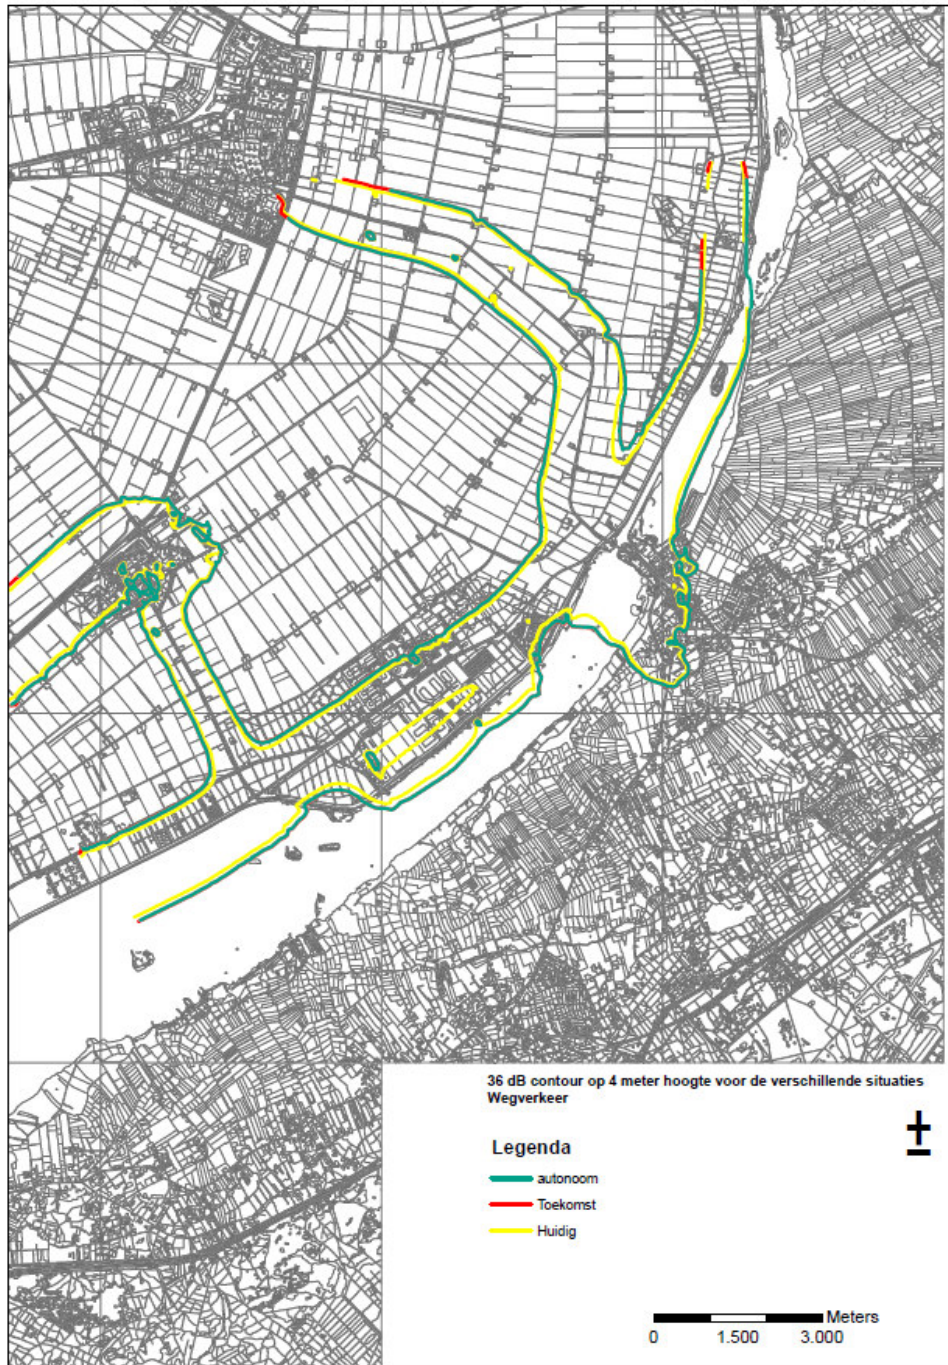 36 dB contour op 4 meter hoogte voor de verschillende situaties
Wegverkeer
Legenda
autonoom
Toekomst
Huidig
Meters
0 1.500 3.000